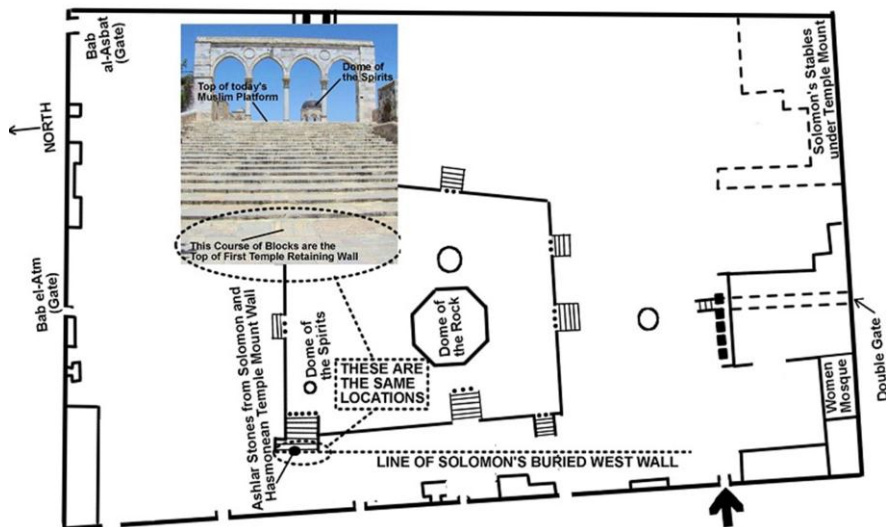 Bab
al-Asbat
(Gate)
NORTH
Bab el-Atm
(Gate)
Top of today's
Muslim Platform
Dome of
the Spirits
This Course of Blocks are the
Top of First Temple Retaining Wall
Solomon's Stables
under Temple Mount
Ashlar Stones from Solomon and
Hasmonean Temple Mount Wall
Dome of
the Spirits
THESE ARE
THE SAME
LOCATIONS
Dome of
the Rock
Women
Mosque
Double Gate
LINE OF SOLOMON'S BURIED WEST WALL